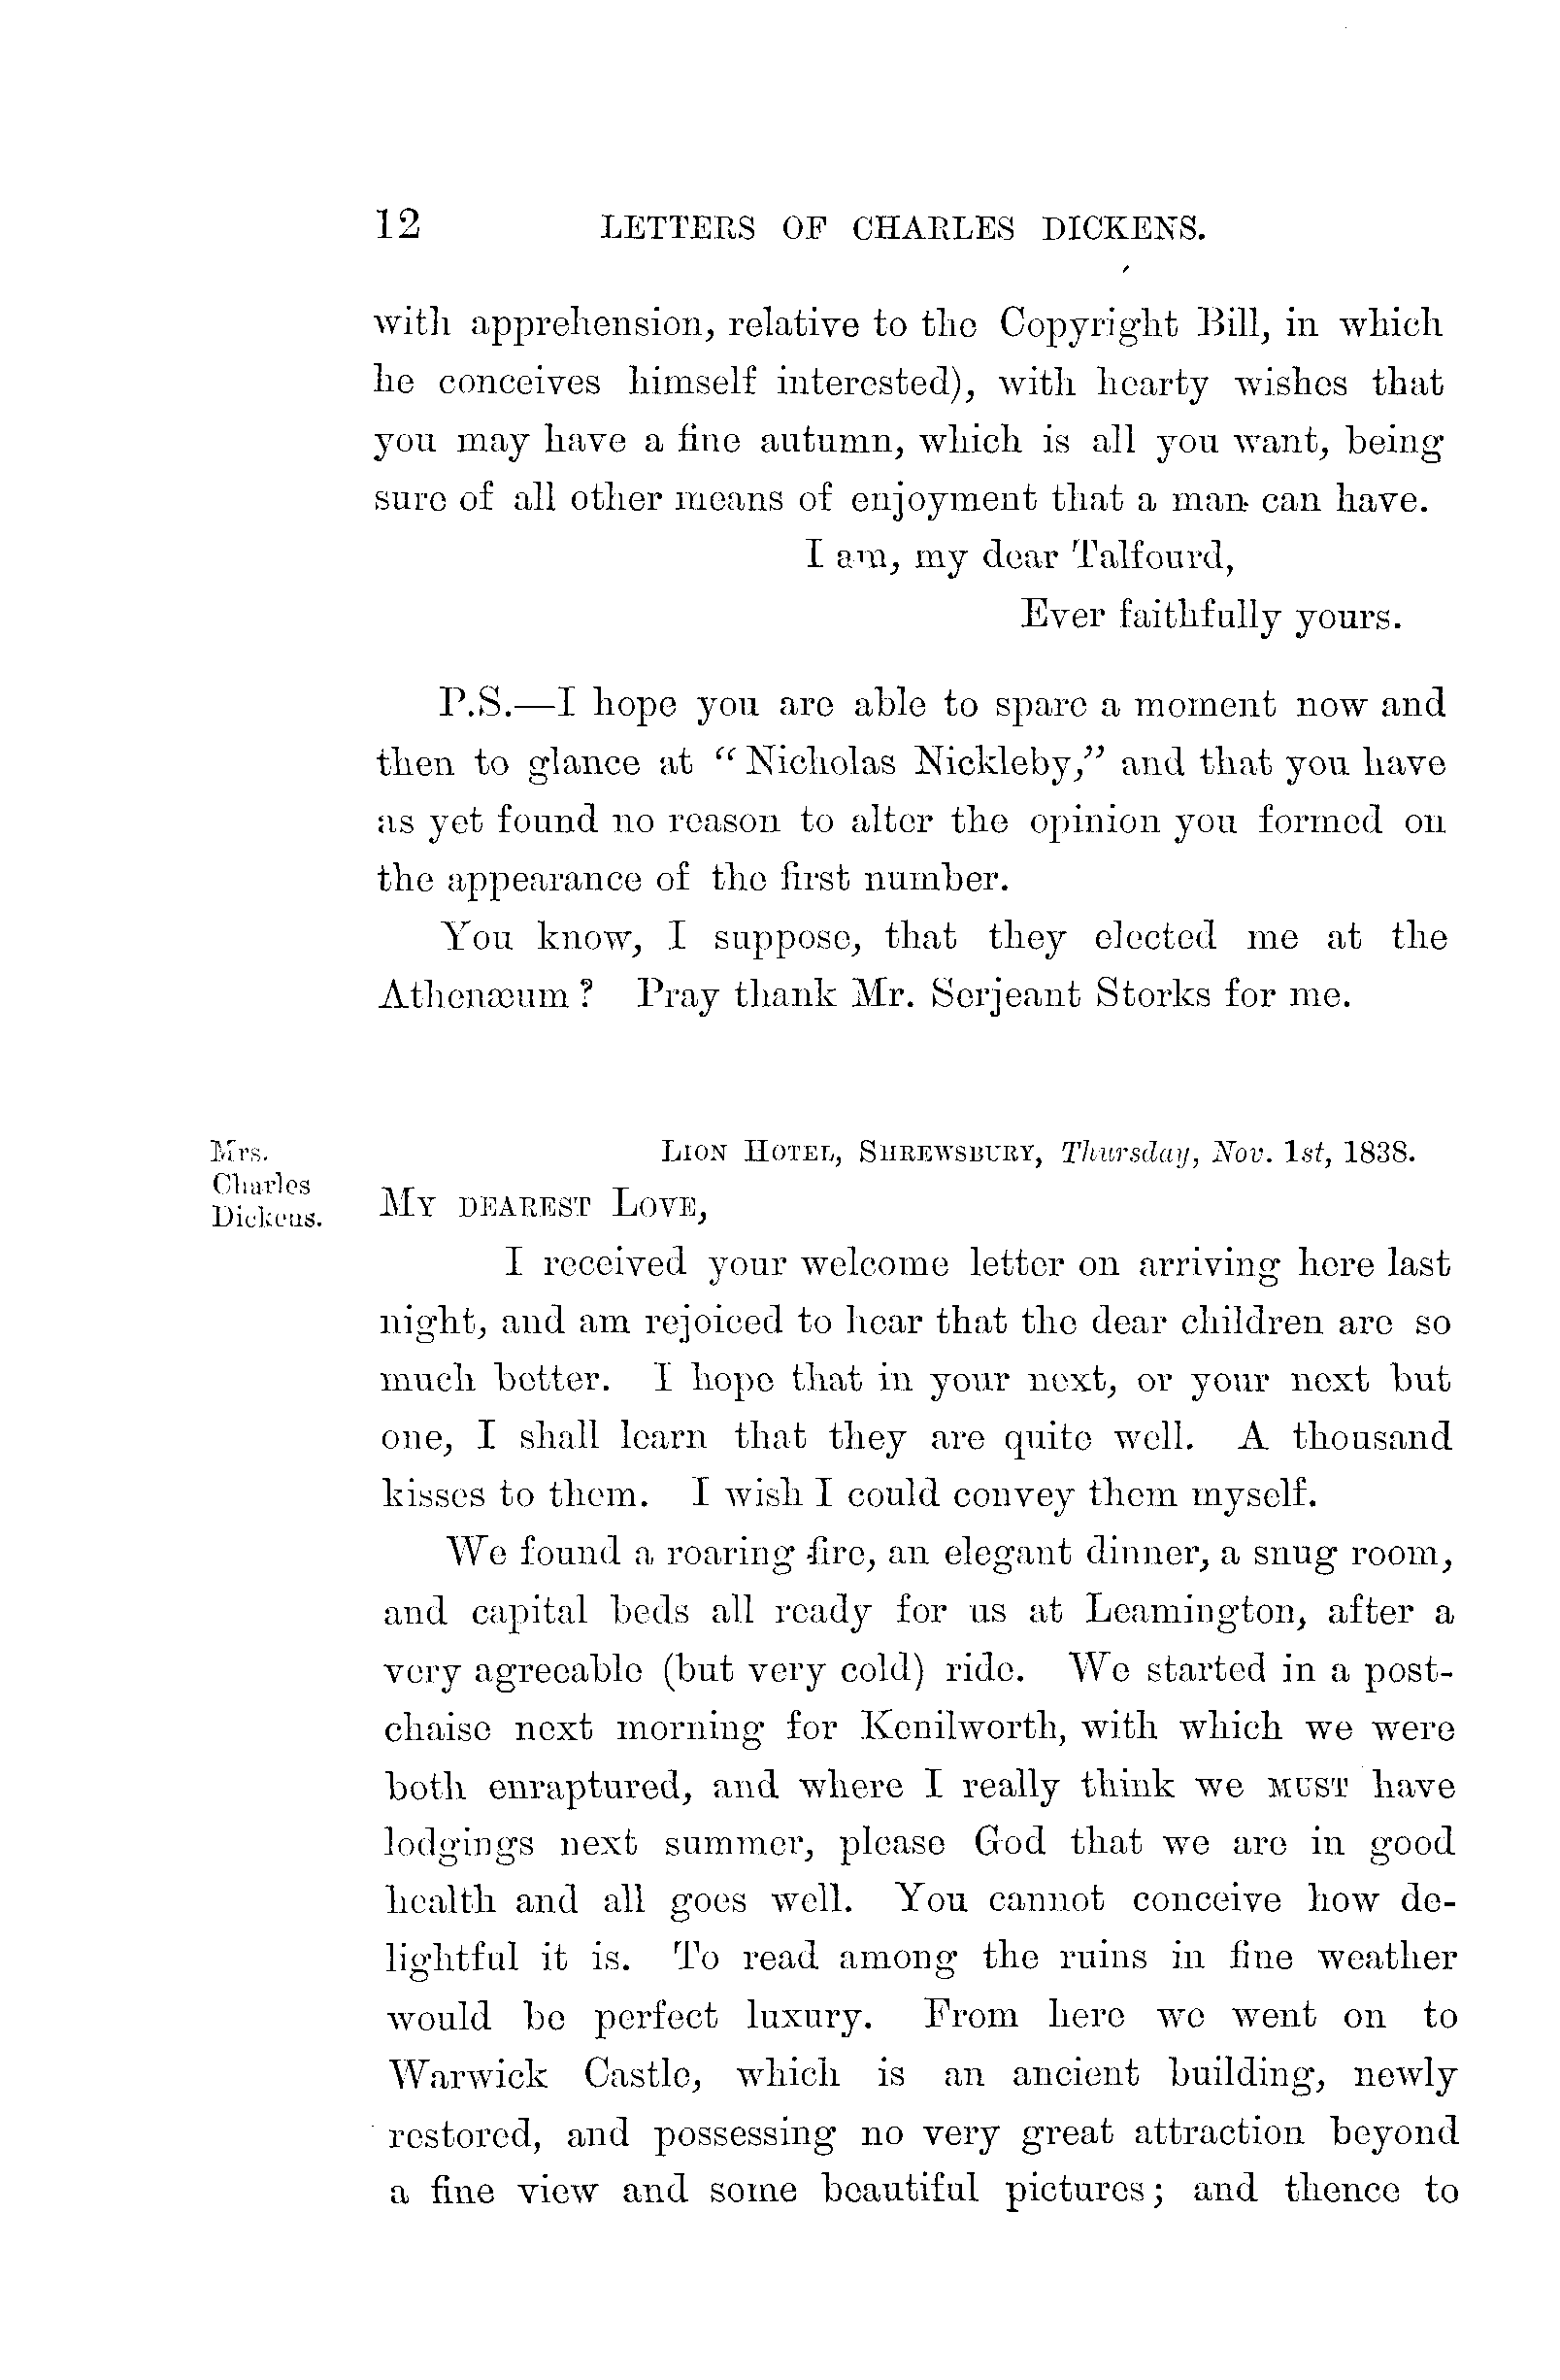 12 LETTERS OF CHARLES DICKENS.
with apprehension, relative to the Copyright Bill, in which
he conceives himself interested), with hearty wishes that
you may have a fine autumn, which is all you want, being
sure of all other means of enjoyment that a man can have.
I am, my dear Talfourd,
Ever faithfully yours.
P.S.—I hope you are able to spare a moment now and
then to glance at “Nicholas Nickleby,” and that you have
as yet found no reason to alter the opinion you formed on
the appearance of the first number.
You know, I suppose, that they elected me at the
Athenæum? Pray thank Mr. Serjeant Storks for me.
Mrs.
Charles
Dickens.
LION HOTEL, SHREWSBURY, Thursday, Nov. 1st, 1838.
MY DEAREST LOVE,
I received your welcome letter on arriving here last
night, and am rejoiced to hear that the dear children are so
much better. I hope that in your next, or your next but
one, I shall learn that they are quite well. A thousand
kisses to them. I wish I could convey them myself.
We found a roaring fire, an elegant dinner, a snug room,
and capital beds all ready for us at Leamington, after a
very agreeable (but very cold) ride. We started in a post-
chaise next morning for Kenilworth, with which we were
both enraptured, and where I really think we MUST have
lodgings next summer, please God that we are in good
health and all goes well. You cannot conceive how de-
lightful it is. To read among the ruins in fine weather
would be perfect luxury. From here we went on to
Warwick Castle, which is an ancient building, newly
restored, and possessing no very great attraction beyond
a fine view and some beautiful pictures; and thence to